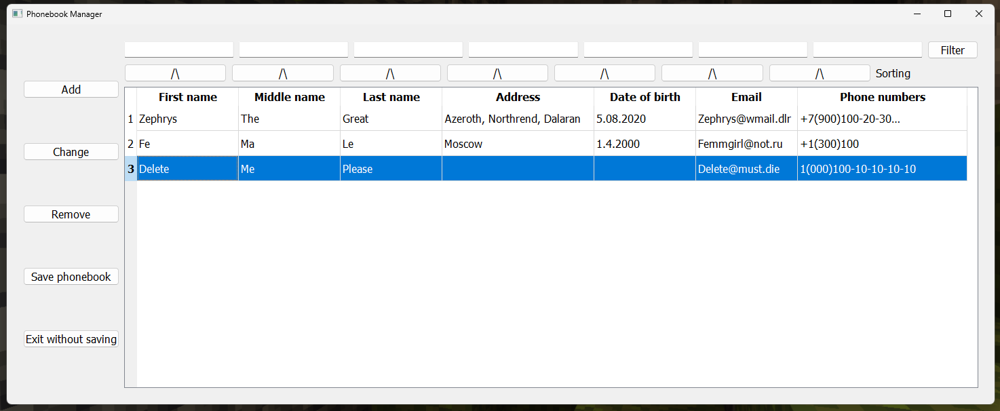 Phonebook Manager
Filter
/\ /\ /\ /\ /\ /\ /\ Sorting
Add
Change
Remove
Save phonebook
Exit without saving
First name Middle name Last name Address Date of birth Email Phone numbers
1 Zephrys The Great Azeroth, Northrend, Dalaran 5.08.2020 Zephrys@wmail.dlr +7(900)100-20-30...
2 Fe Ma Le Moscow 1.4.2000 Femmgirl@not.ru +1(300)100
3 Delete Me Please Delete@must.die 1(000)100-10-10-10-10